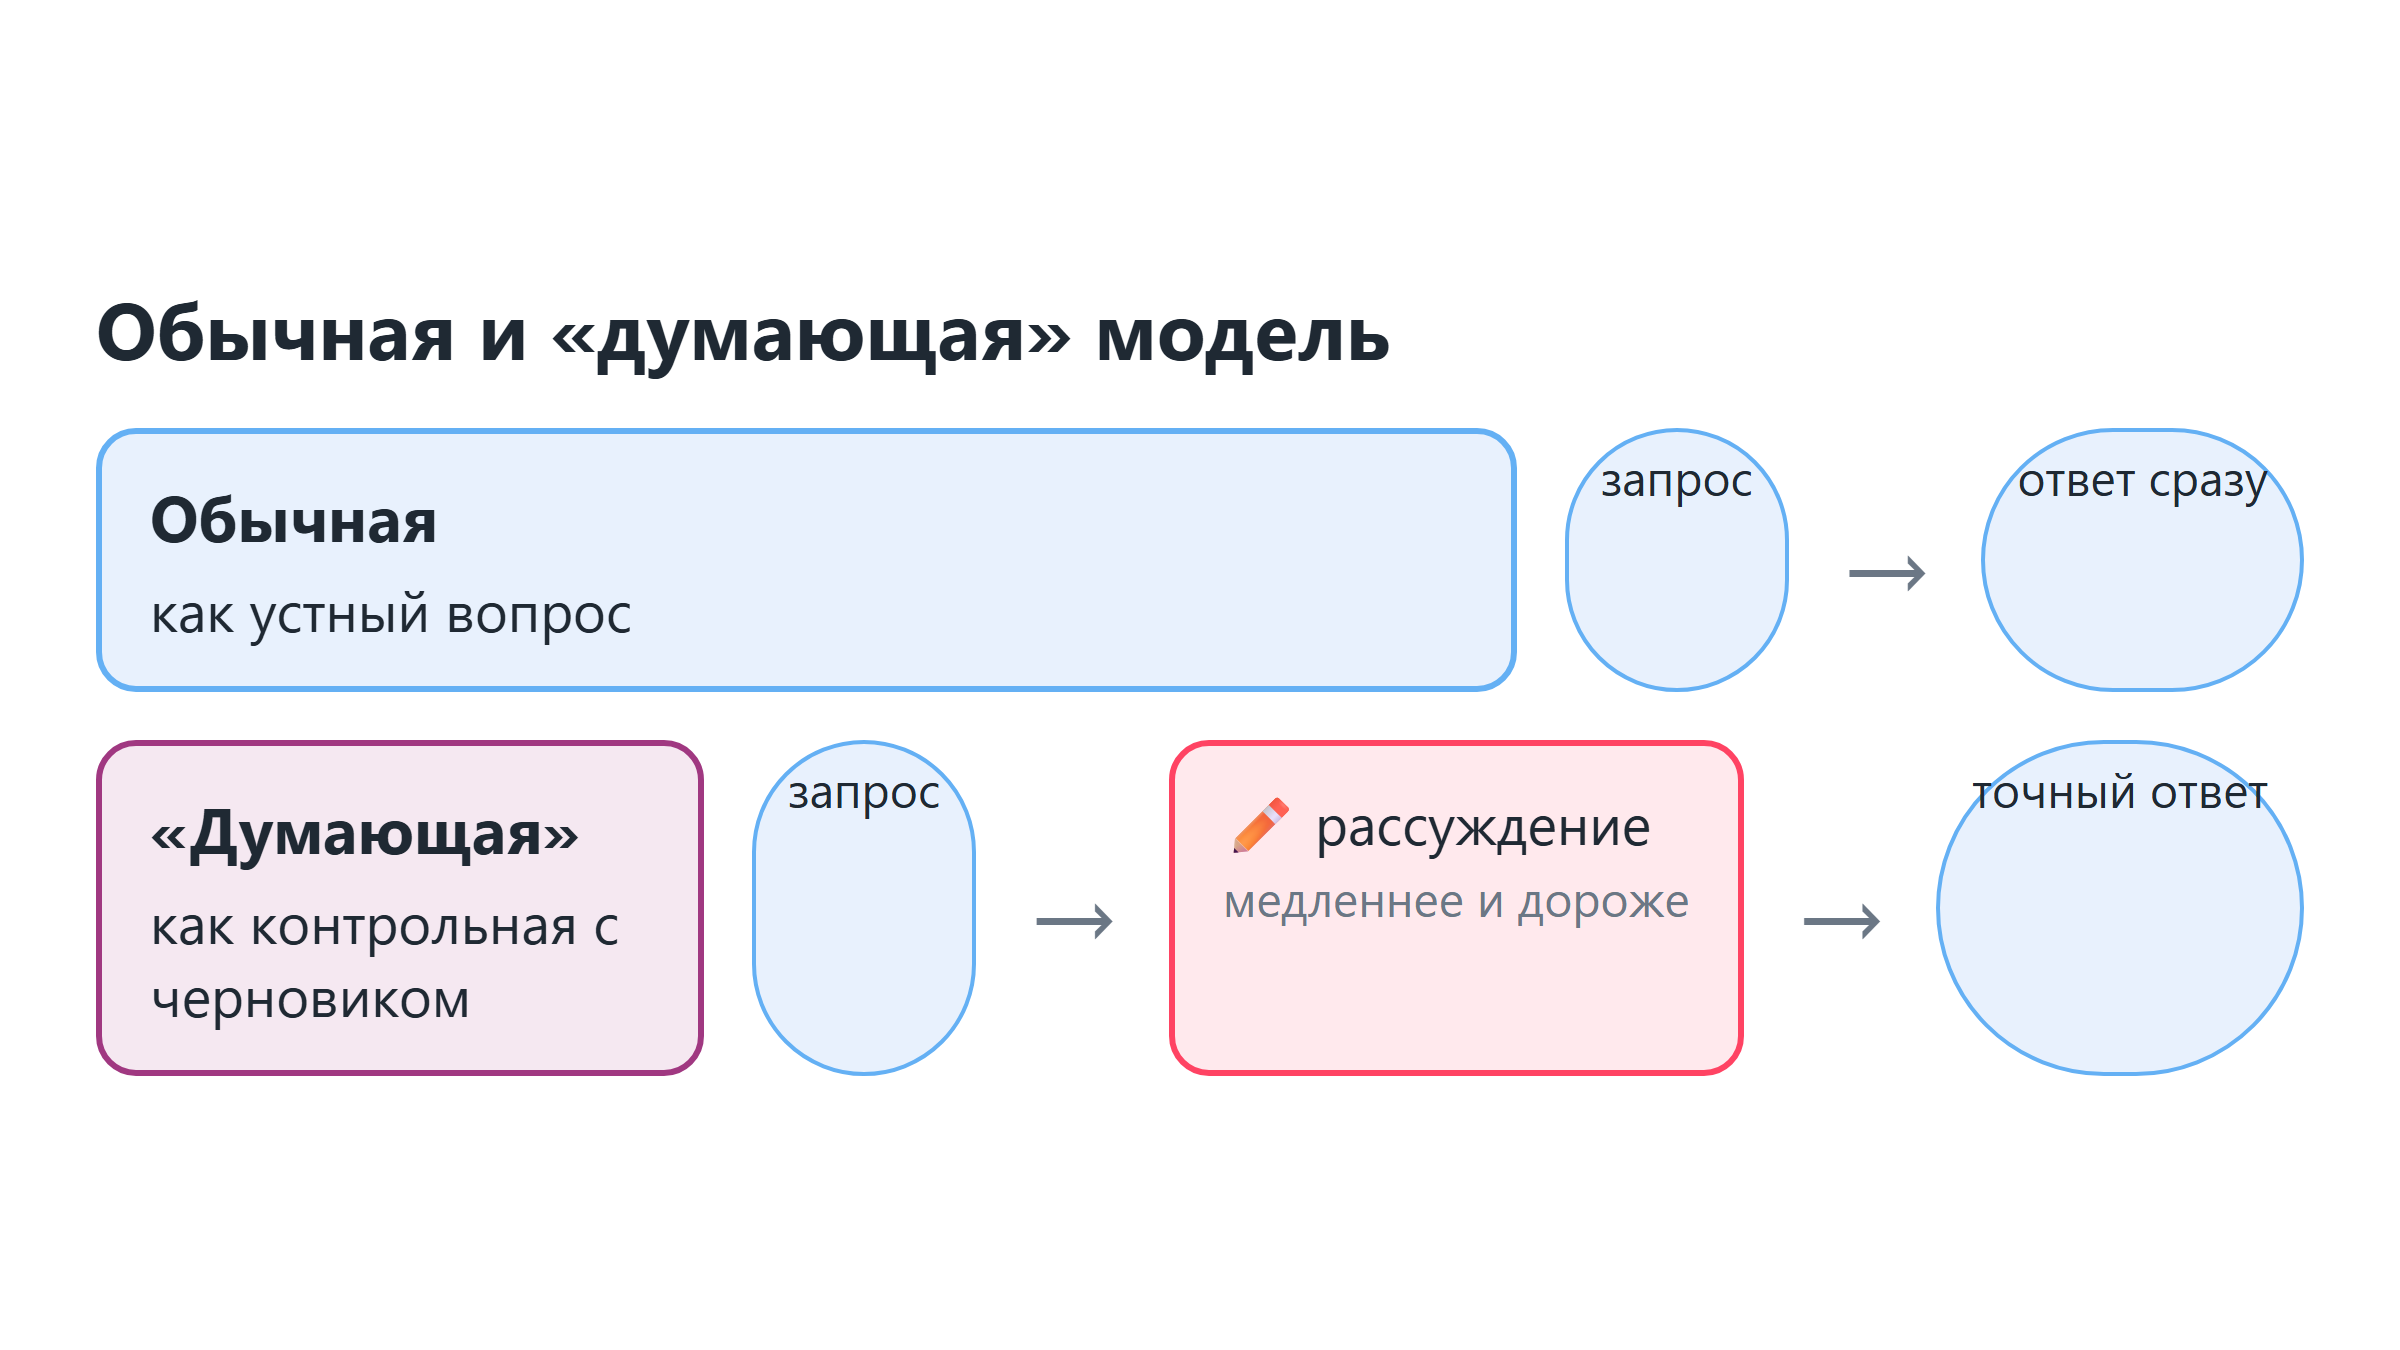 Обычная и «думающая» модель
Обычная
как устный вопрос
запрос
→
ответ сразу
«Думающая»
как контрольная с
черновиком
запрос
→
рассуждение
медленнее и дороже
→
точный ответ